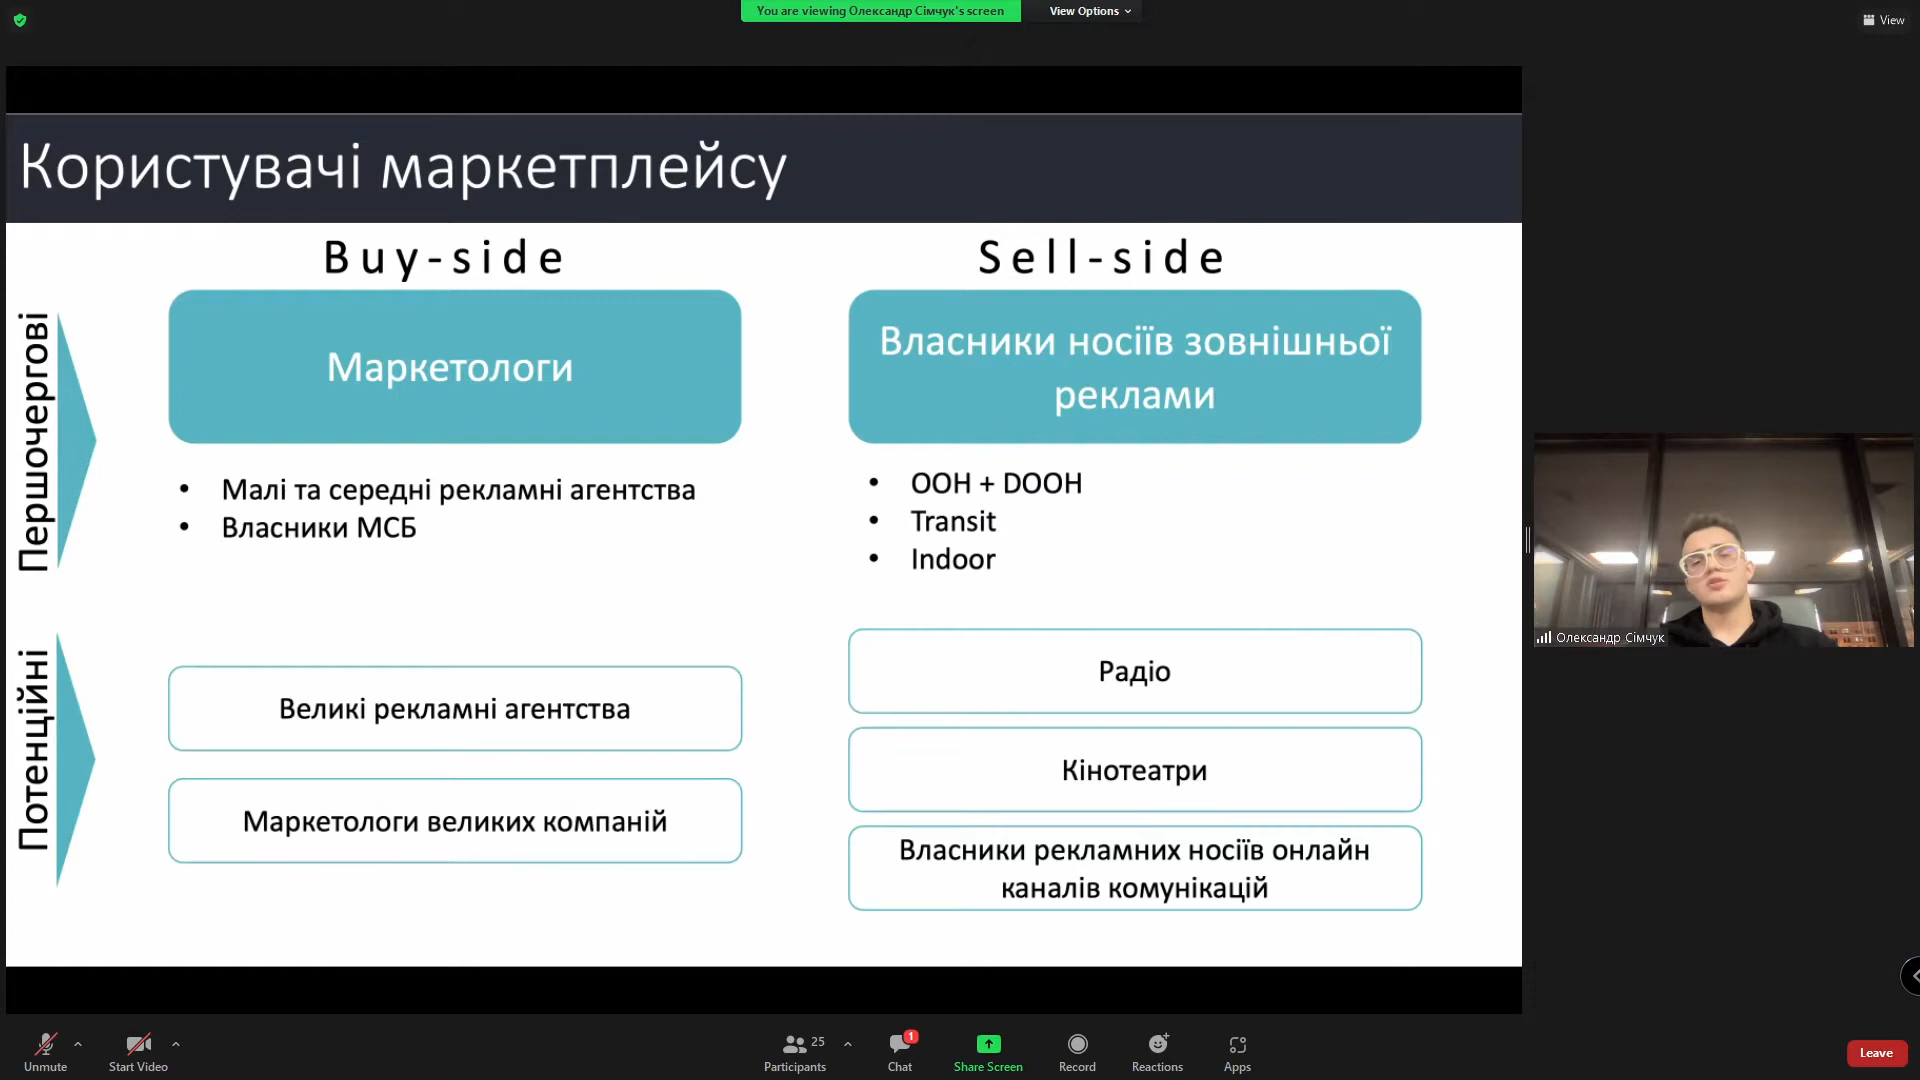 You are viewing Олександр Сімчук's screen
View Options
View
Користувачі маркетплейсу
Buy-side
Sell-side
Першочергові
Маркетологи
Власники носіїв зовнішньої
реклами
• Малі та середні рекламні агентства
• Власники МСБ
• OOH + DOOH
• Transit
• Indoor
Потенційні
Великі рекламні агентства
Маркетологи великих компаній
Радіо
Кінотеатри
Власники рекламних носіїв онлайн
каналів комунікацій
Олександр Сімчук
Unmute
Start Video
25
Participants
1
Chat
Share Screen
Record
Reactions
Apps
Leave